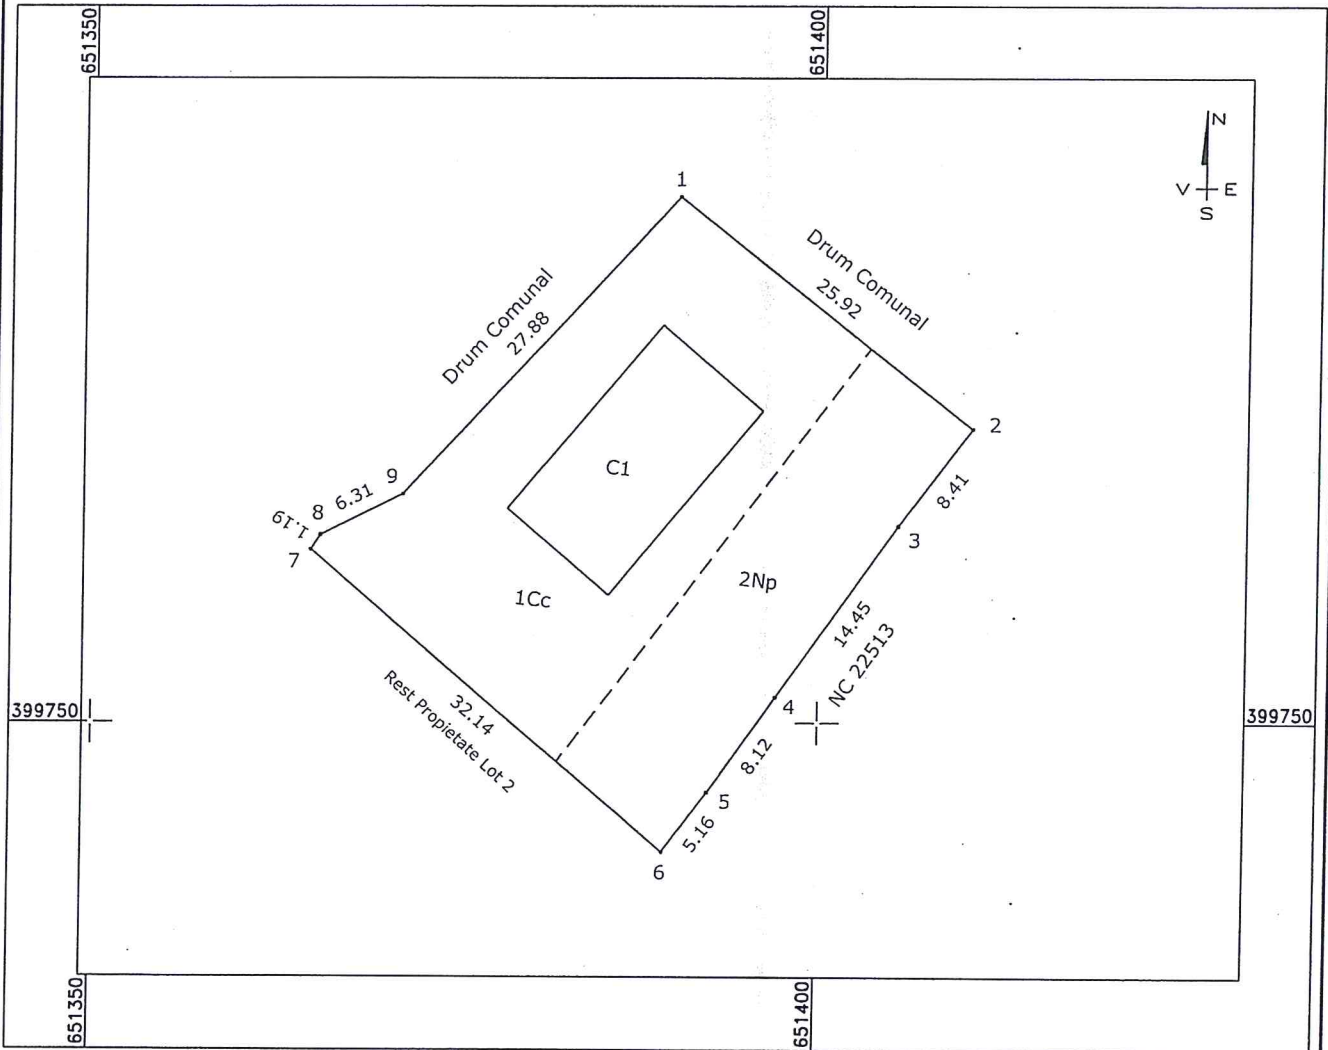 651350
651400
N
V E
S
1
Drum Comunal
25.92
Drum Comunal
27.88
2
8.41
3
C1
9
6.31
8
1.19
7
2Np
1Cc
14.45
NC 22513
4
399750
399750
32.14
Rest Propietate Lot 2
8.12
5
5.16
6
651350
651400